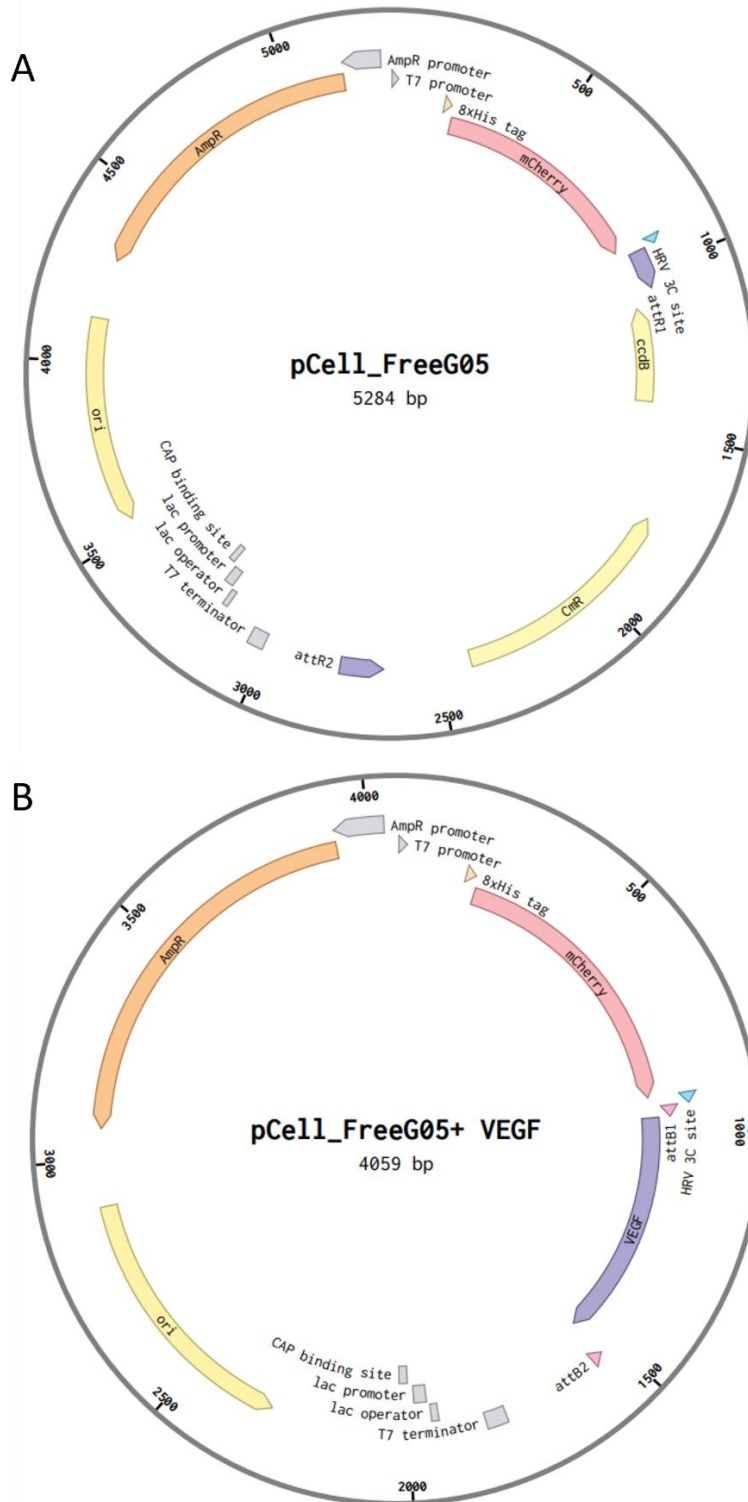 A
5000
AmpR promoter
T7 promoter
8xHis tag
500
AmpR
mCherry
4500
1000
HRV 3C site
attR1
ccdB
pCell_FreeG05
5284 bp
4000
ori
1500
CAP binding site
lac promoter
lac operator
T7 terminator
CmR
3500
2000
attR2
3000
2500
B
4000
AmpR promoter
T7 promoter
8xHis tag
500
3500
AmpR
mCherry
pCell_FreeG05+ VEGF
4059 bp
attB1
HRV 3C site
1000
3000
VEGF
ori
CAP binding site
lac promoter
lac operator
T7 terminator
attB2
1500
2500
2000